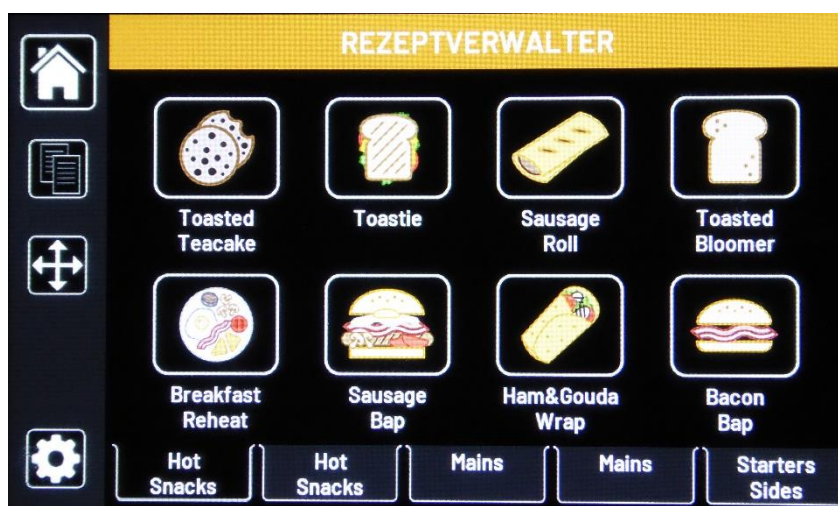 REZEPTVERWALTER
Toasted
Teacake
Toastie
Sausage
Roll
Toasted
Bloomer
Breakfast
Reheat
Sausage
Bap
Ham&Gouda
Wrap
Bacon
Bap
Hot
Snacks
Hot
Snacks
Mains
Mains
Starters
Sides